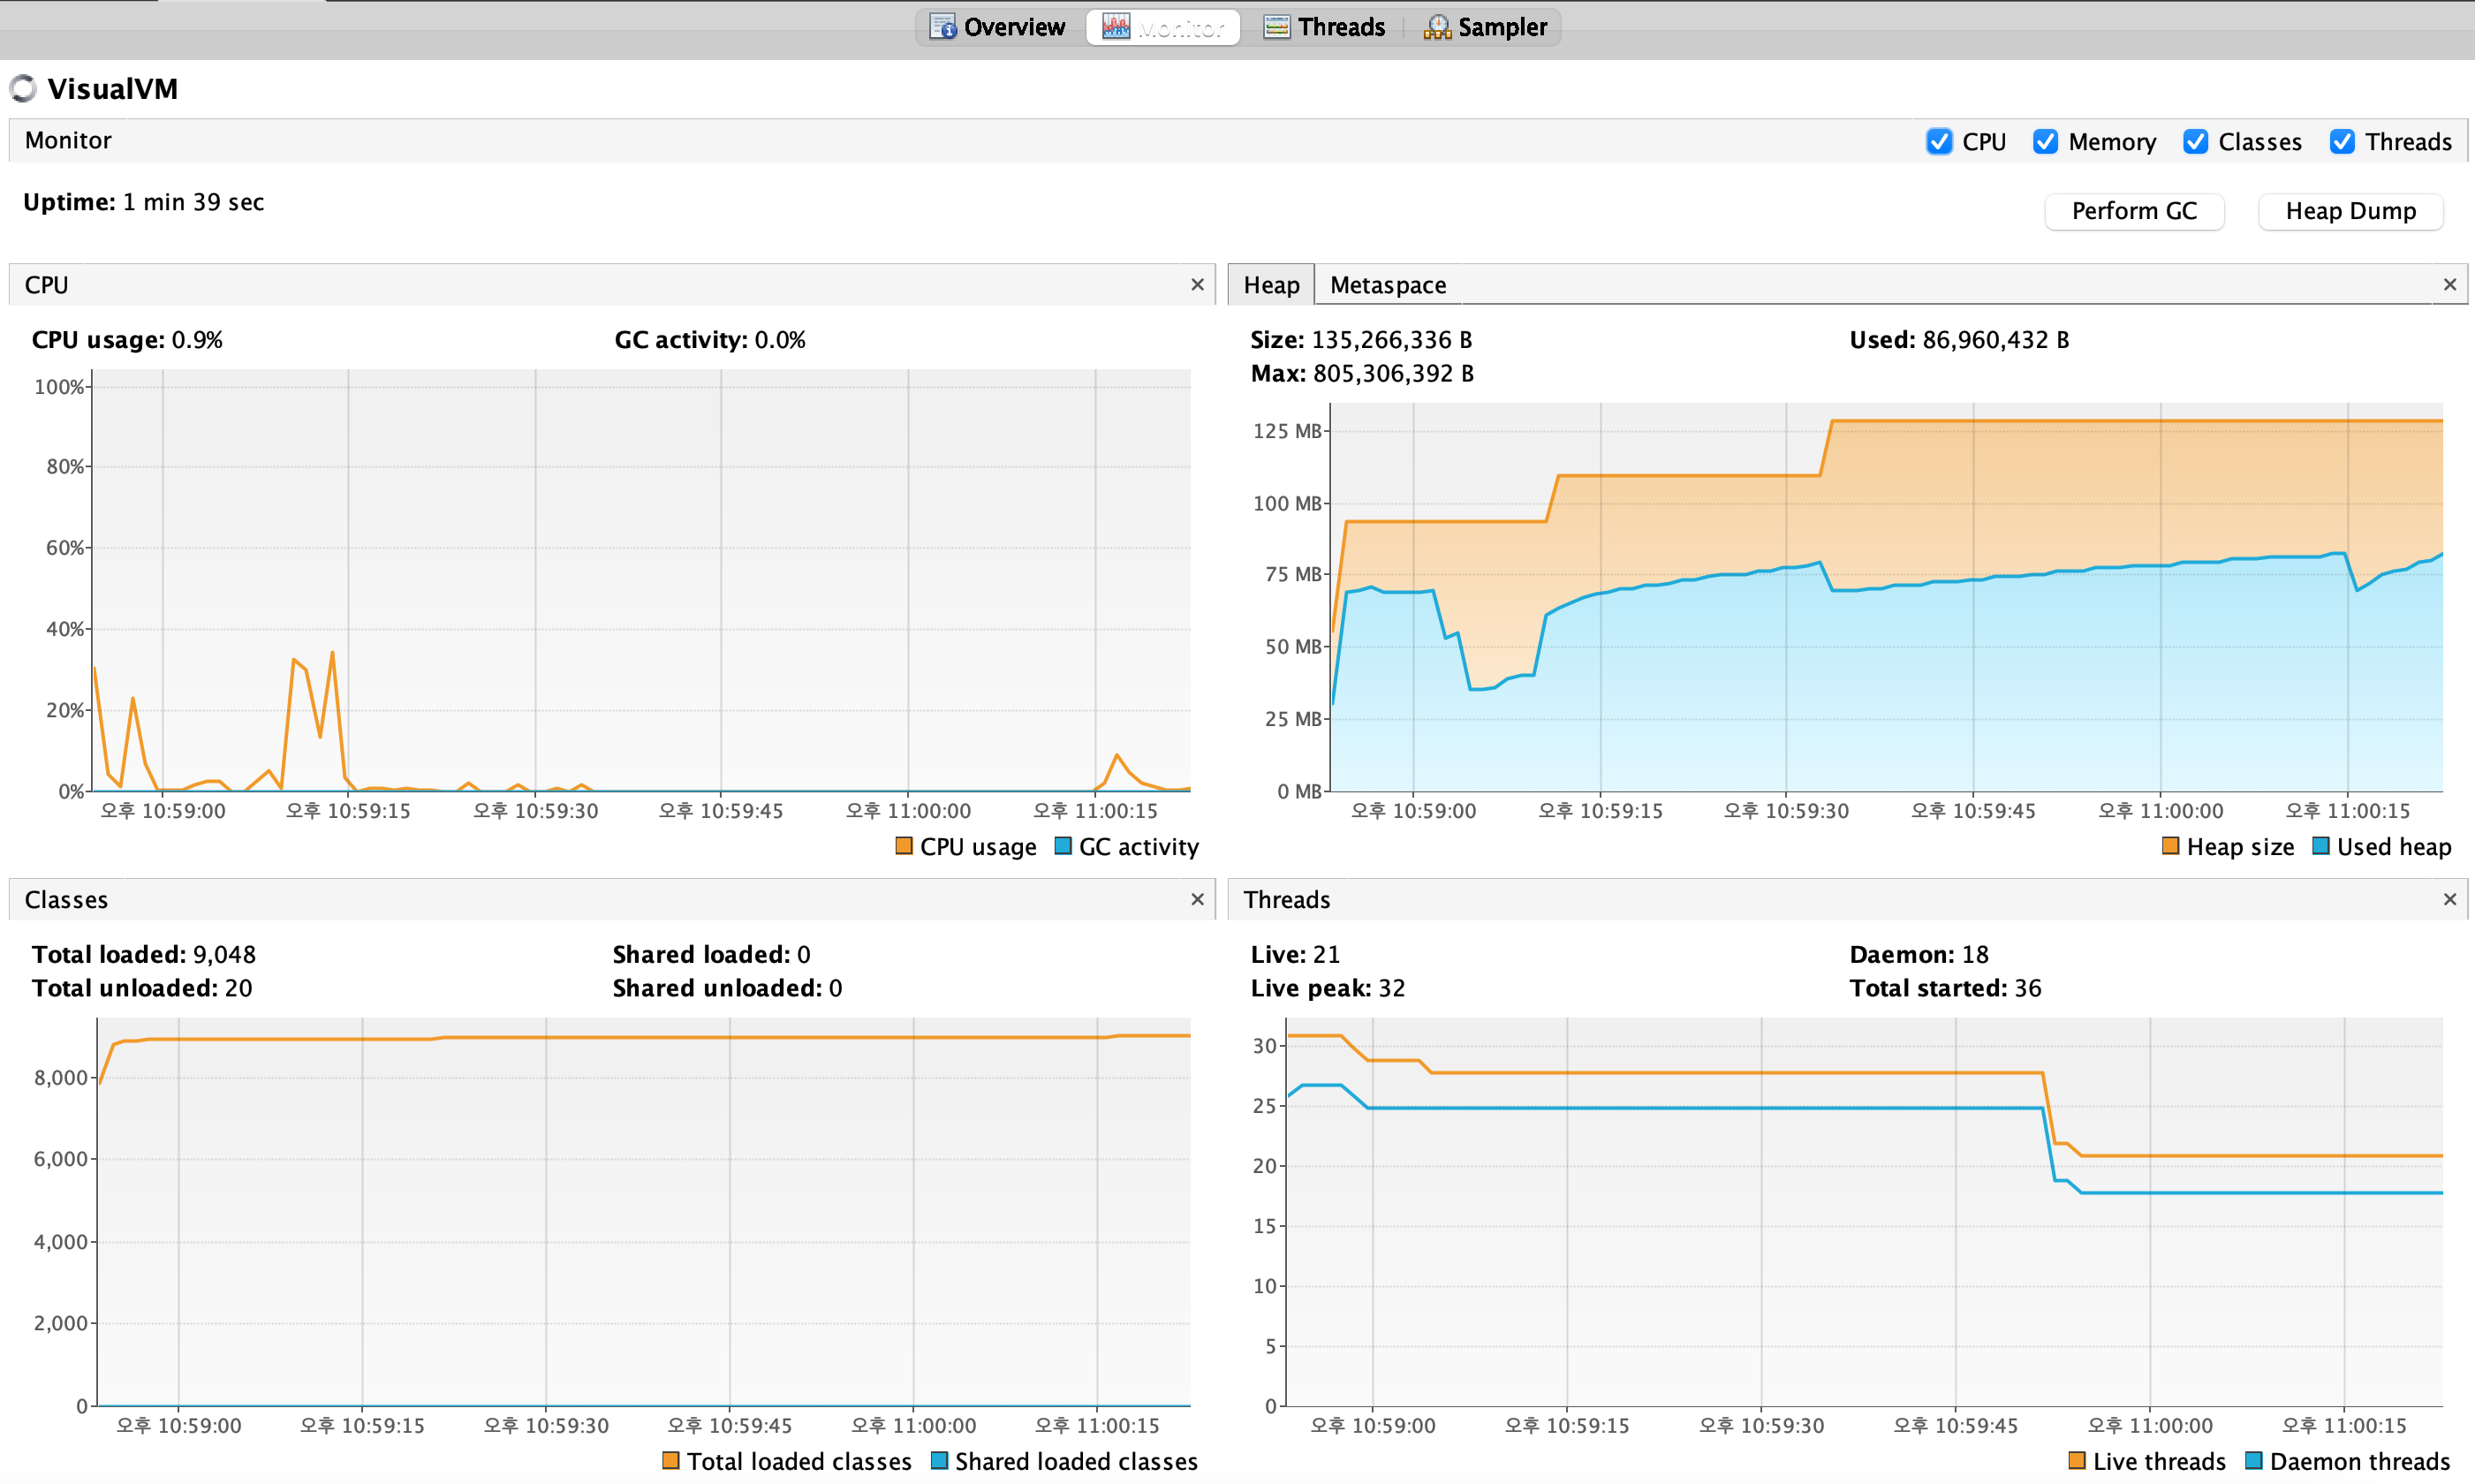 Overview Monitor Threads Sampler
VisualVM
Monitor CPU Memory Classes Threads
Uptime: 1 min 39 sec
Perform GC Heap Dump
CPU
CPU usage: 0.9% GC activity: 0.0%
100%
80%
60%
40%
20%
0%
오후 10:59:00 오후 10:59:15 오후 10:59:30 오후 10:59:45 오후 11:00:00 오후 11:00:15
CPU usage GC activity
Heap Metaspace
Size: 135,266,336 B Used: 86,960,432 B
Max: 805,306,392 B
125 MB
100 MB
75 MB
50 MB
25 MB
0 MB
오후 10:59:00 오후 10:59:15 오후 10:59:30 오후 10:59:45 오후 11:00:00 오후 11:00:15
Heap size Used heap
Classes
Total loaded: 9,048 Shared loaded: 0
Total unloaded: 20 Shared unloaded: 0
8,000
6,000
4,000
2,000
0
오후 10:59:00 오후 10:59:15 오후 10:59:30 오후 10:59:45 오후 11:00:00 오후 11:00:15
Total loaded classes Shared loaded classes
Threads
Live: 21 Daemon: 18
Live peak: 32 Total started: 36
30
25
20
15
10
5
0
오후 10:59:00 오후 10:59:15 오후 10:59:30 오후 10:59:45 오후 11:00:00 오후 11:00:15
Live threads Daemon threads